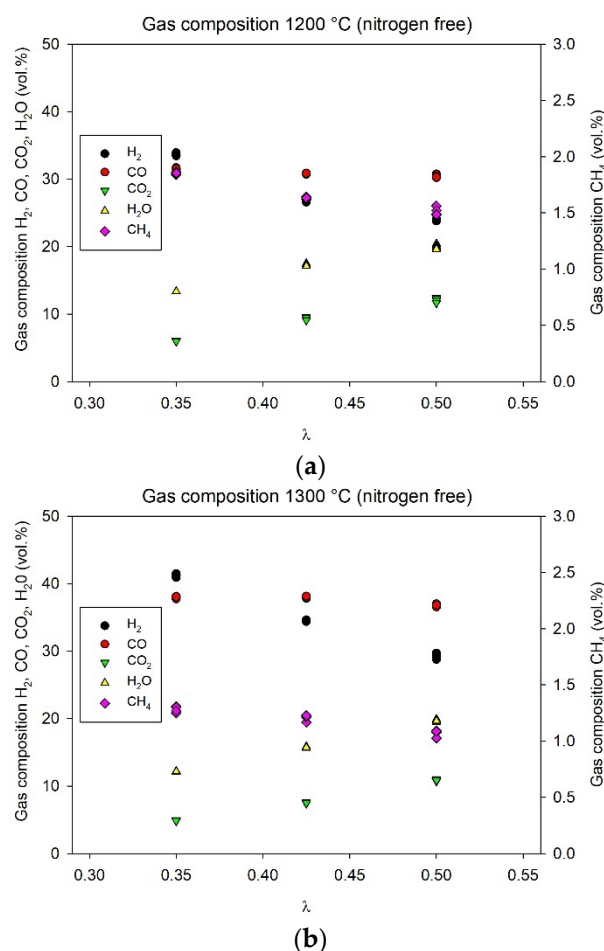 Gas composition 1200 °C (nitrogen free)
Gas composition H₂, CO, CO₂, H₂O (vol.%)
50
40
30
20
10
0
H₂
CO
CO₂
H₂O
CH₄
3.0
2.5
2.0
1.5
1.0
0.5
0.0
Gas composition CH₄ (vol.%)
0.30 0.35 0.40 0.45 0.50 0.55
λ
(a)
Gas composition 1300 °C (nitrogen free)
Gas composition H₂, CO, CO₂, H₂0 (vol.%)
50
40
30
20
10
0
H₂
CO
CO₂
H₂O
CH₄
3.0
2.5
2.0
1.5
1.0
0.5
0.0
Gas composition CH₄ (vol.%)
0.30 0.35 0.40 0.45 0.50 0.55
λ
(b)